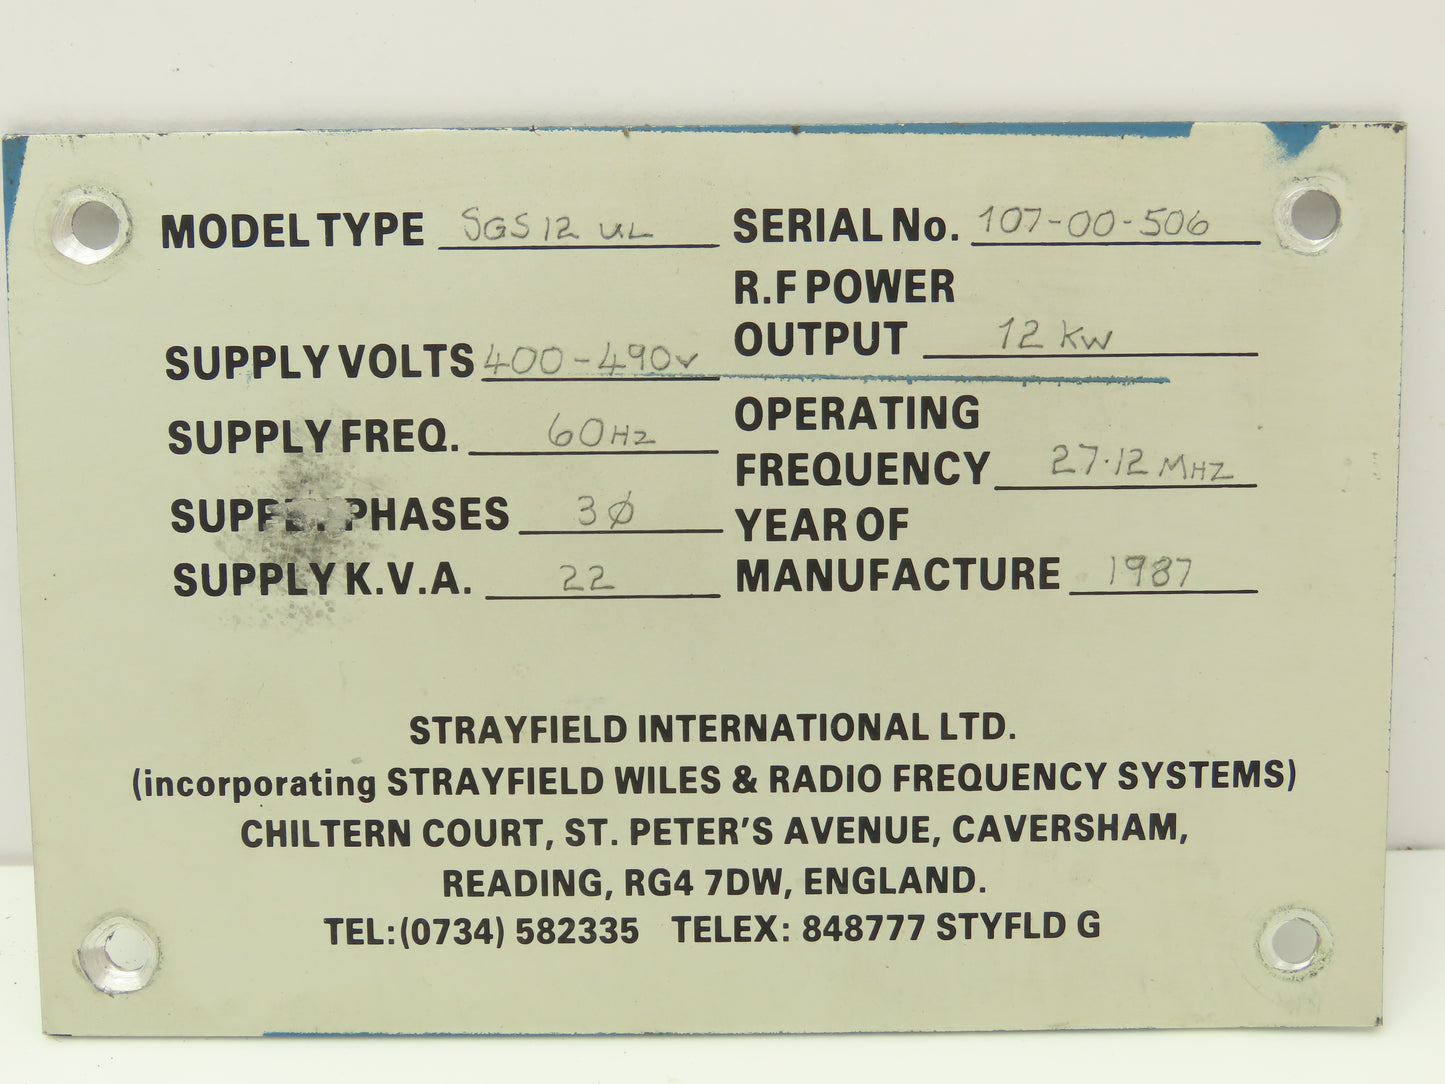 MODEL TYPE SGS12 UL SERIAL No. 107-00-506
R.F POWER
SUPPLY VOLTS 400-490v OUTPUT 12 KW
OPERATING
SUPPLY FREQ. 60Hz FREQUENCY 27·12 MHZ
SUPPLY PHASES 3Ø YEAR OF
SUPPLY K.V.A. 22 MANUFACTURE 1987
STRAYFIELD INTERNATIONAL LTD.
(incorporating STRAYFIELD WILES & RADIO FREQUENCY SYSTEMS)
CHILTERN COURT, ST. PETER'S AVENUE, CAVERSHAM,
READING, RG4 7DW, ENGLAND.
TEL:(0734) 582335 TELEX: 848777 STYFLD G